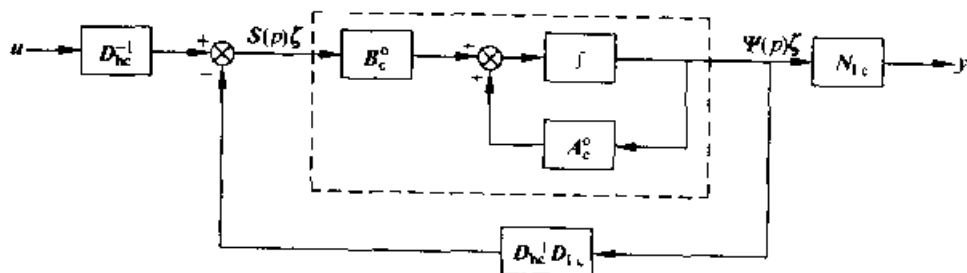 u
D_hc^-1
+
−
S(p)ζ
B_c^o
+
+
∫
A_c^o
Ψ(p)ζ
N_lc
y
D_hc^-1 D_lc